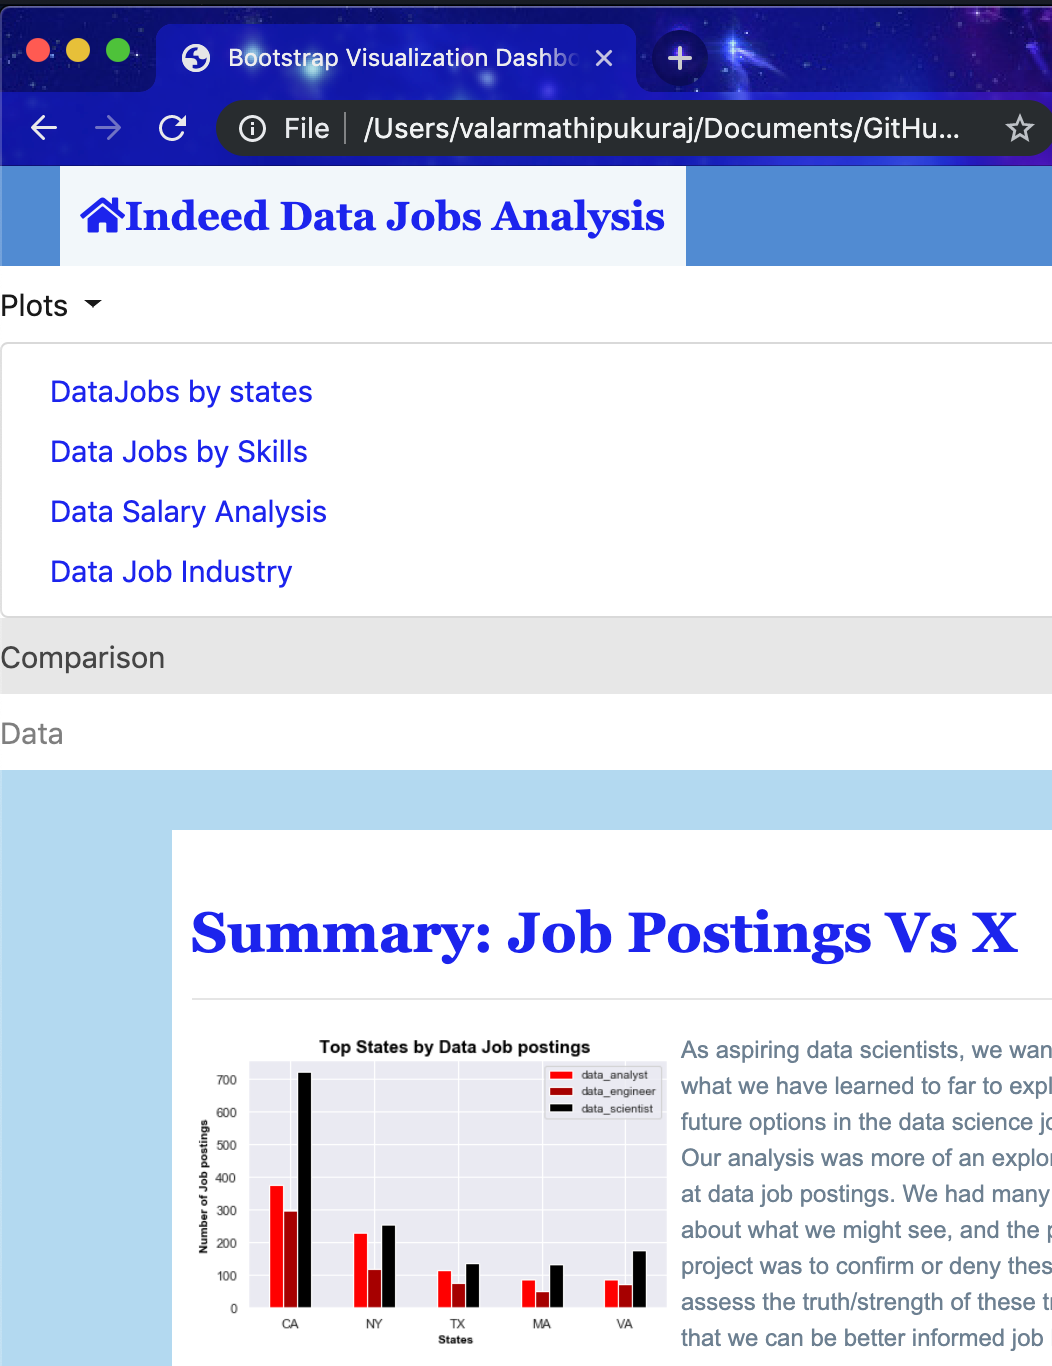 Bootstrap Visualization Dashbo
File
/Users/valarmathipukuraj/Documents/GitHu...
Indeed Data Jobs Analysis
Plots
DataJobs by states
Data Jobs by Skills
Data Salary Analysis
Data Job Industry
Comparison
Data
Summary: Job Postings Vs X
Top States by Data Job postings
data_analyst
data_engineer
data_scientist
Number of Job postings
700
600
500
400
300
200
100
0
CA NY TX MA VA
States
As aspiring data scientists, we wan
what we have learned to far to expl
future options in the data science jo
Our analysis was more of an explor
at data job postings. We had many
about what we might see, and the p
project was to confirm or deny thes
assess the truth/strength of these tr
that we can be better informed job